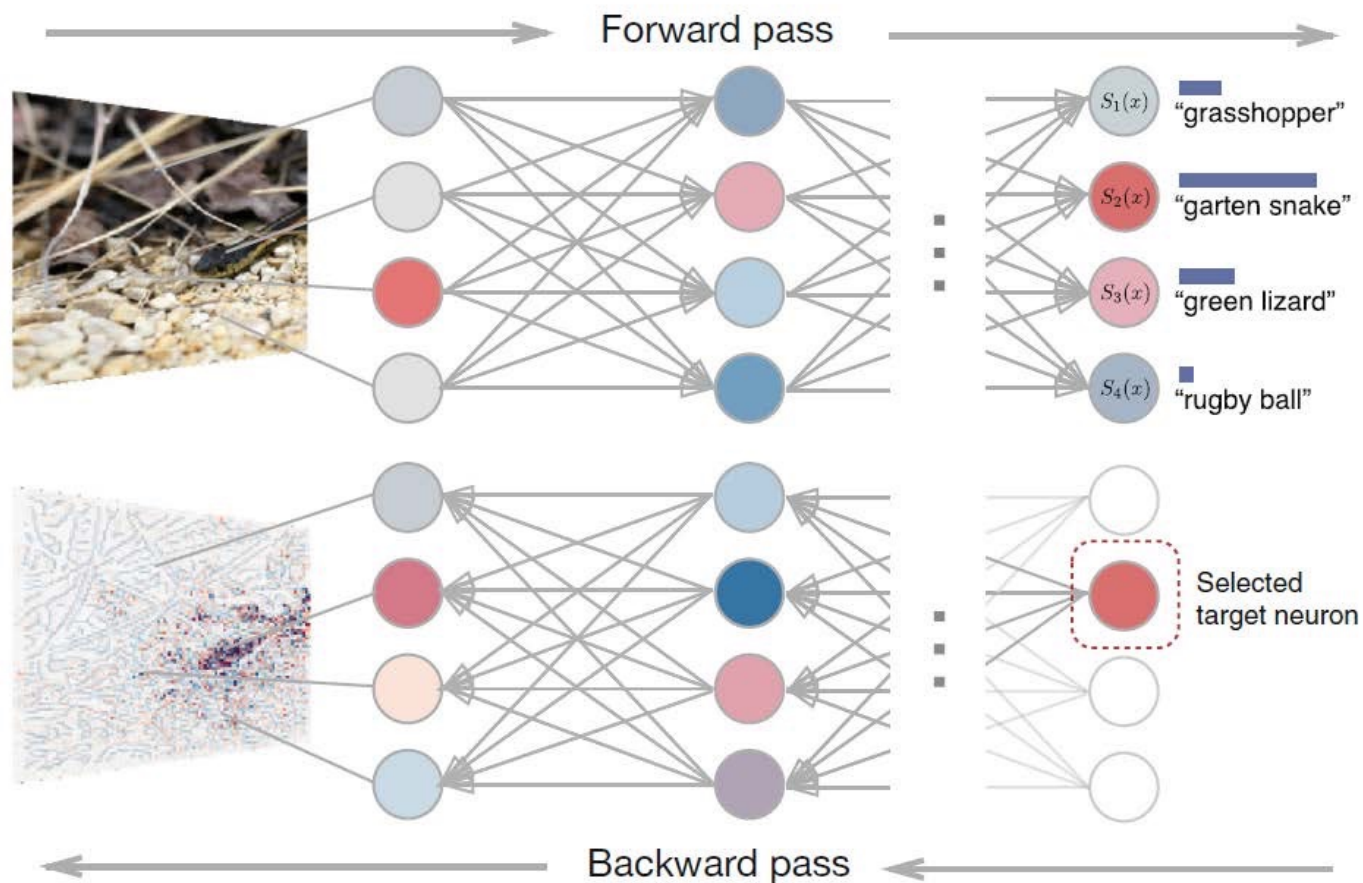 Forward pass
S₁(x)
"grasshopper"
S₂(x)
"garten snake"
S₃(x)
"green lizard"
S₄(x)
"rugby ball"
Selected
target neuron
Backward pass